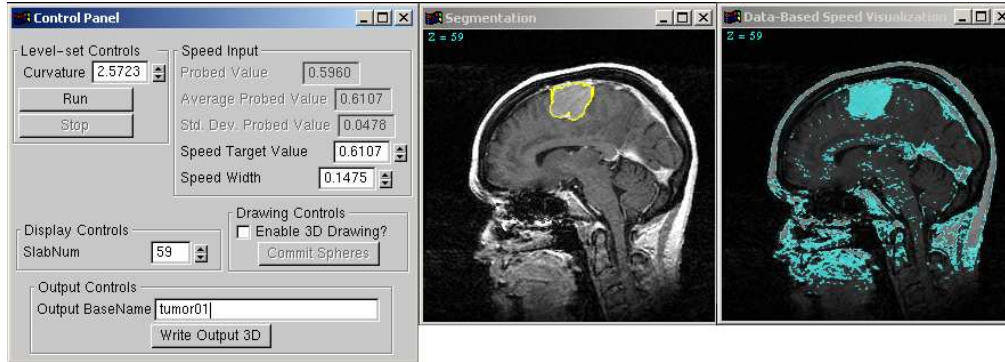 Control Panel
Level-set Controls
Curvature 2.5723
Run
Stop
Speed Input
Probed Value 0.5960
Average Probed Value 0.6107
Std. Dev. Probed Value 0.0478
Speed Target Value 0.6107
Speed Width 0.1475
Display Controls
SlabNum 59
Drawing Controls
Enable 3D Drawing?
Commit Spheres
Output Controls
Output BaseName tumor01
Write Output 3D
Segmentation
Z = 59
Data-Based Speed Visualization
Z = 59